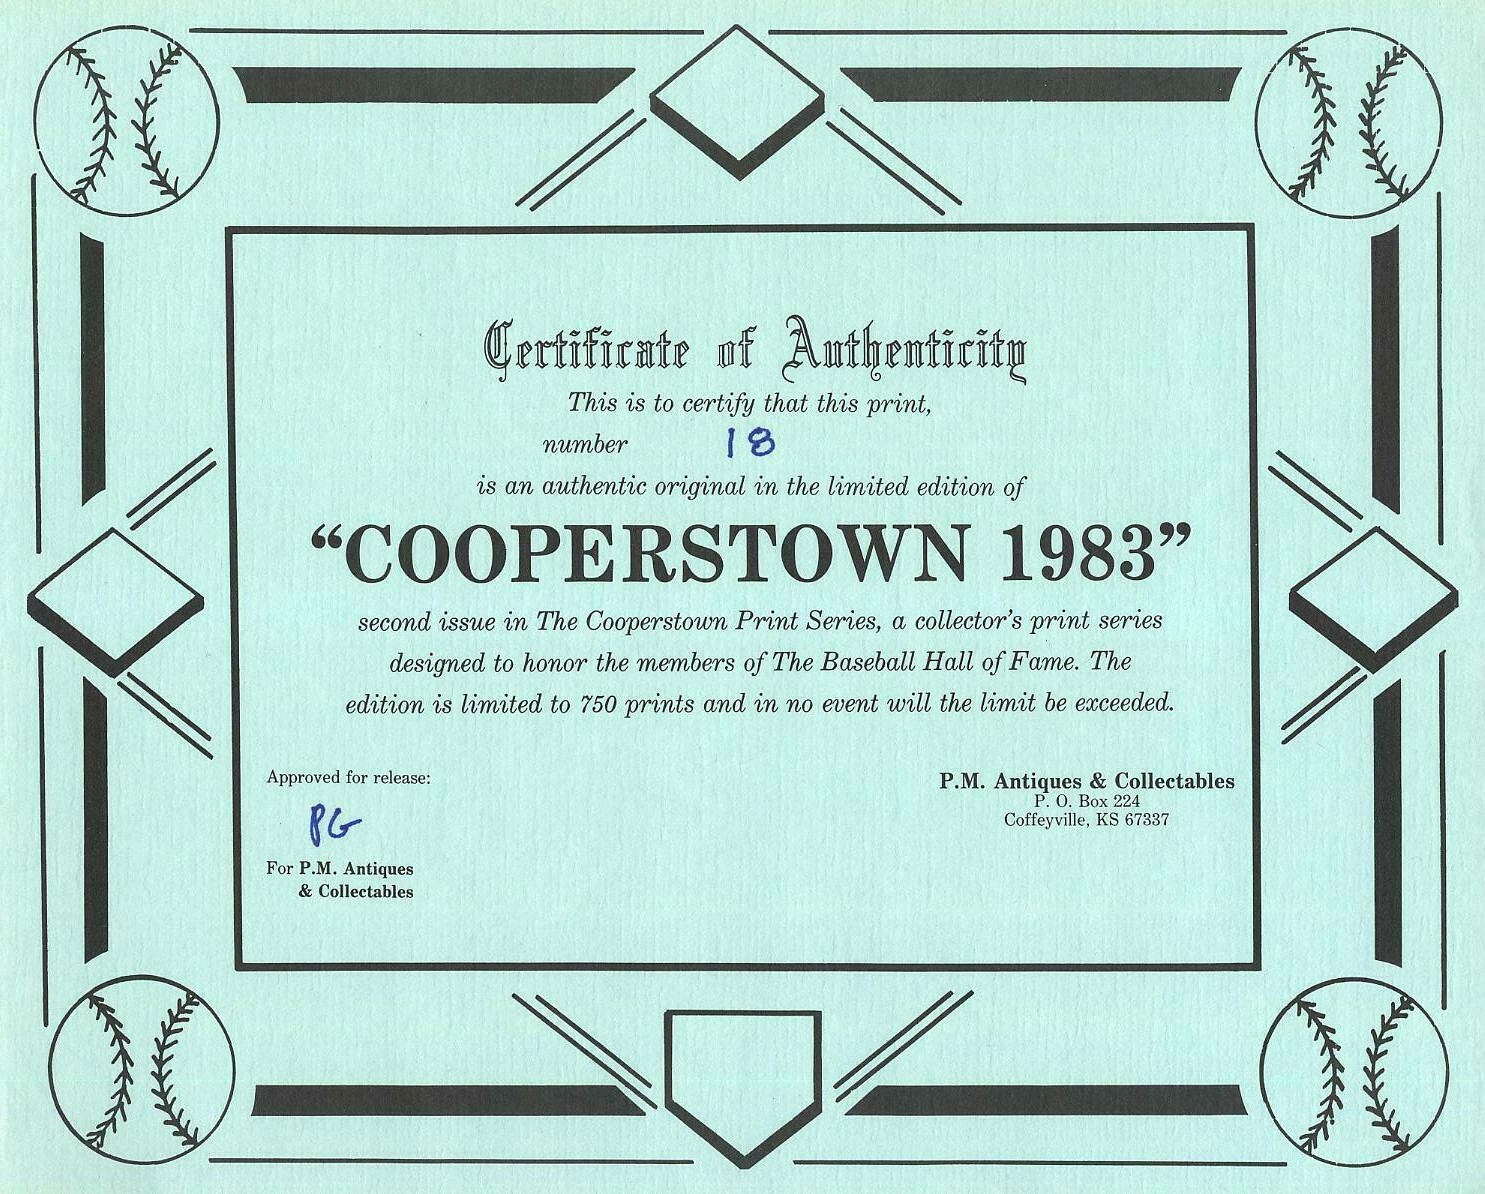 Certificate of Authenticity
This is to certify that this print,
number 18
is an authentic original in the limited edition of
“COOPERSTOWN 1983”
second issue in The Cooperstown Print Series, a collector’s print series
designed to honor the members of The Baseball Hall of Fame. The
edition is limited to 750 prints and in no event will the limit be exceeded.
Approved for release:
PG
For P.M. Antiques
& Collectables
P.M. Antiques & Collectables
P. O. Box 224
Coffeyville, KS 67337